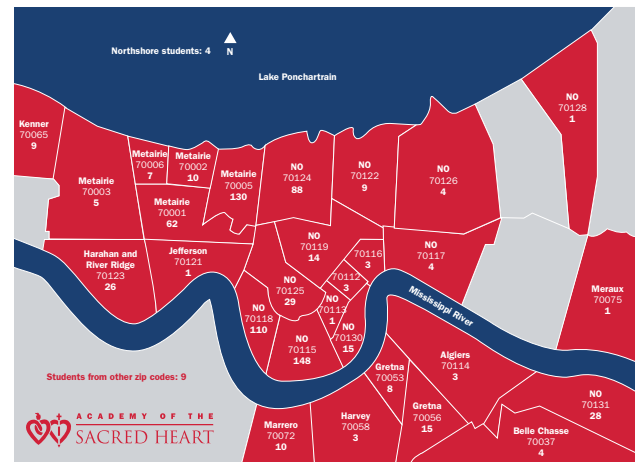 Northshore students: 4
N
Lake Ponchartrain
Kenner
70065
9
Metairie
70003
5
Metairie
70006
7
Metairie
70002
10
Metairie
70005
130
Metairie
70001
62
NO
70124
88
NO
70122
9
NO
70126
4
NO
70128
1
Harahan and
River Ridge
70123
26
Jefferson
70121
1
NO
70119
14
70116
3
70112
3
NO
70117
4
NO
70125
29
NO
70113
1
NO
70118
110
NO
70115
148
NO
70130
15
Mississippi River
Meraux
70075
1
Gretna
70053
8
Algiers
70114
3
Gretna
70056
15
NO
70131
28
Belle Chasse
70037
4
Marrero
70072
10
Harvey
70058
3
Students from other zip codes: 9
ACADEMY OF THE
SACRED HEART